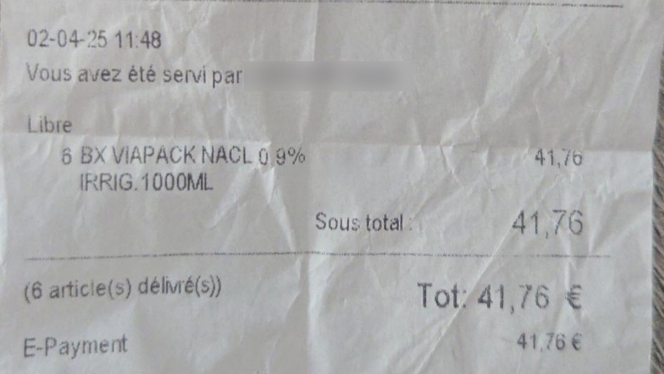 02-04-25 11:48
Vous avez été servi par
Libre
6 BX VIAPACK NACL 0,9% 41,76
IRRIG.1000ML
Sous total : 41,76
(6 article(s) délivré(s)) Tot: 41,76 €
E-Payment 41,76 €